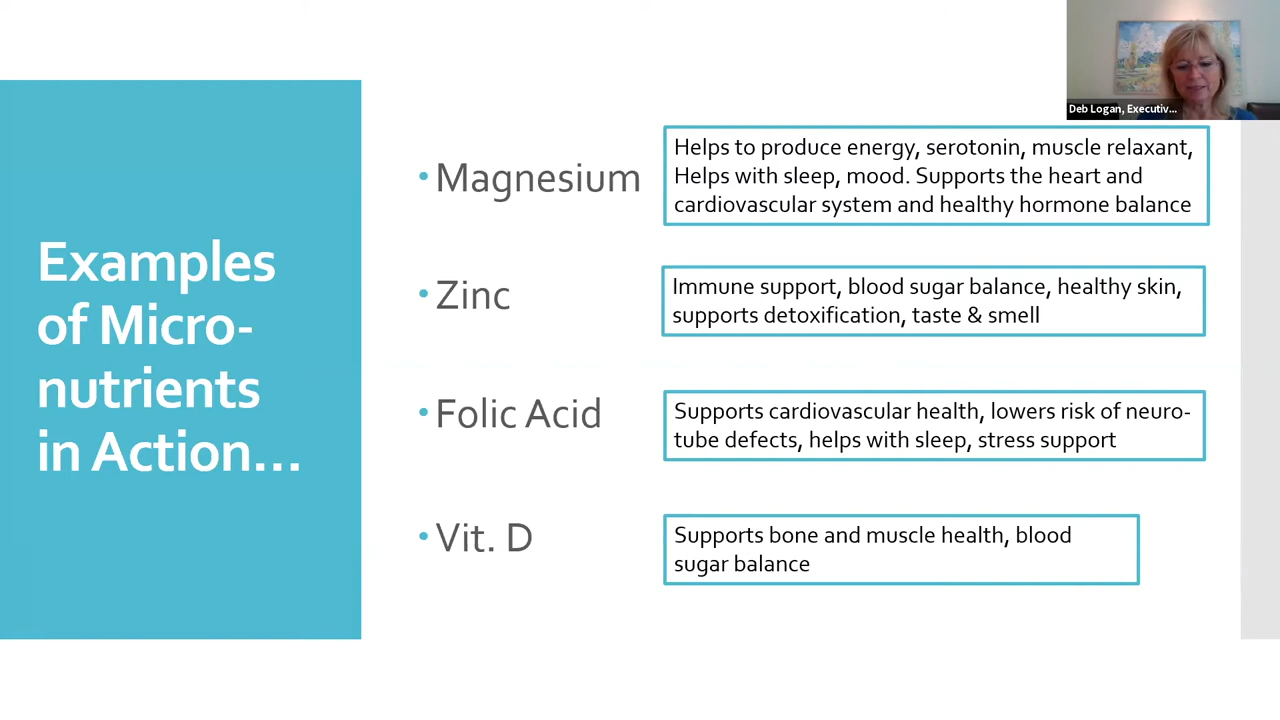 Deb Logan, Executiv...
Examples
of Micro-
nutrients
in Action...
• Magnesium
Helps to produce energy, serotonin, muscle relaxant,
Helps with sleep, mood. Supports the heart and
cardiovascular system and healthy hormone balance
• Zinc
Immune support, blood sugar balance, healthy skin,
supports detoxification, taste & smell
• Folic Acid
Supports cardiovascular health, lowers risk of neuro-
tube defects, helps with sleep, stress support
• Vit. D
Supports bone and muscle health, blood
sugar balance